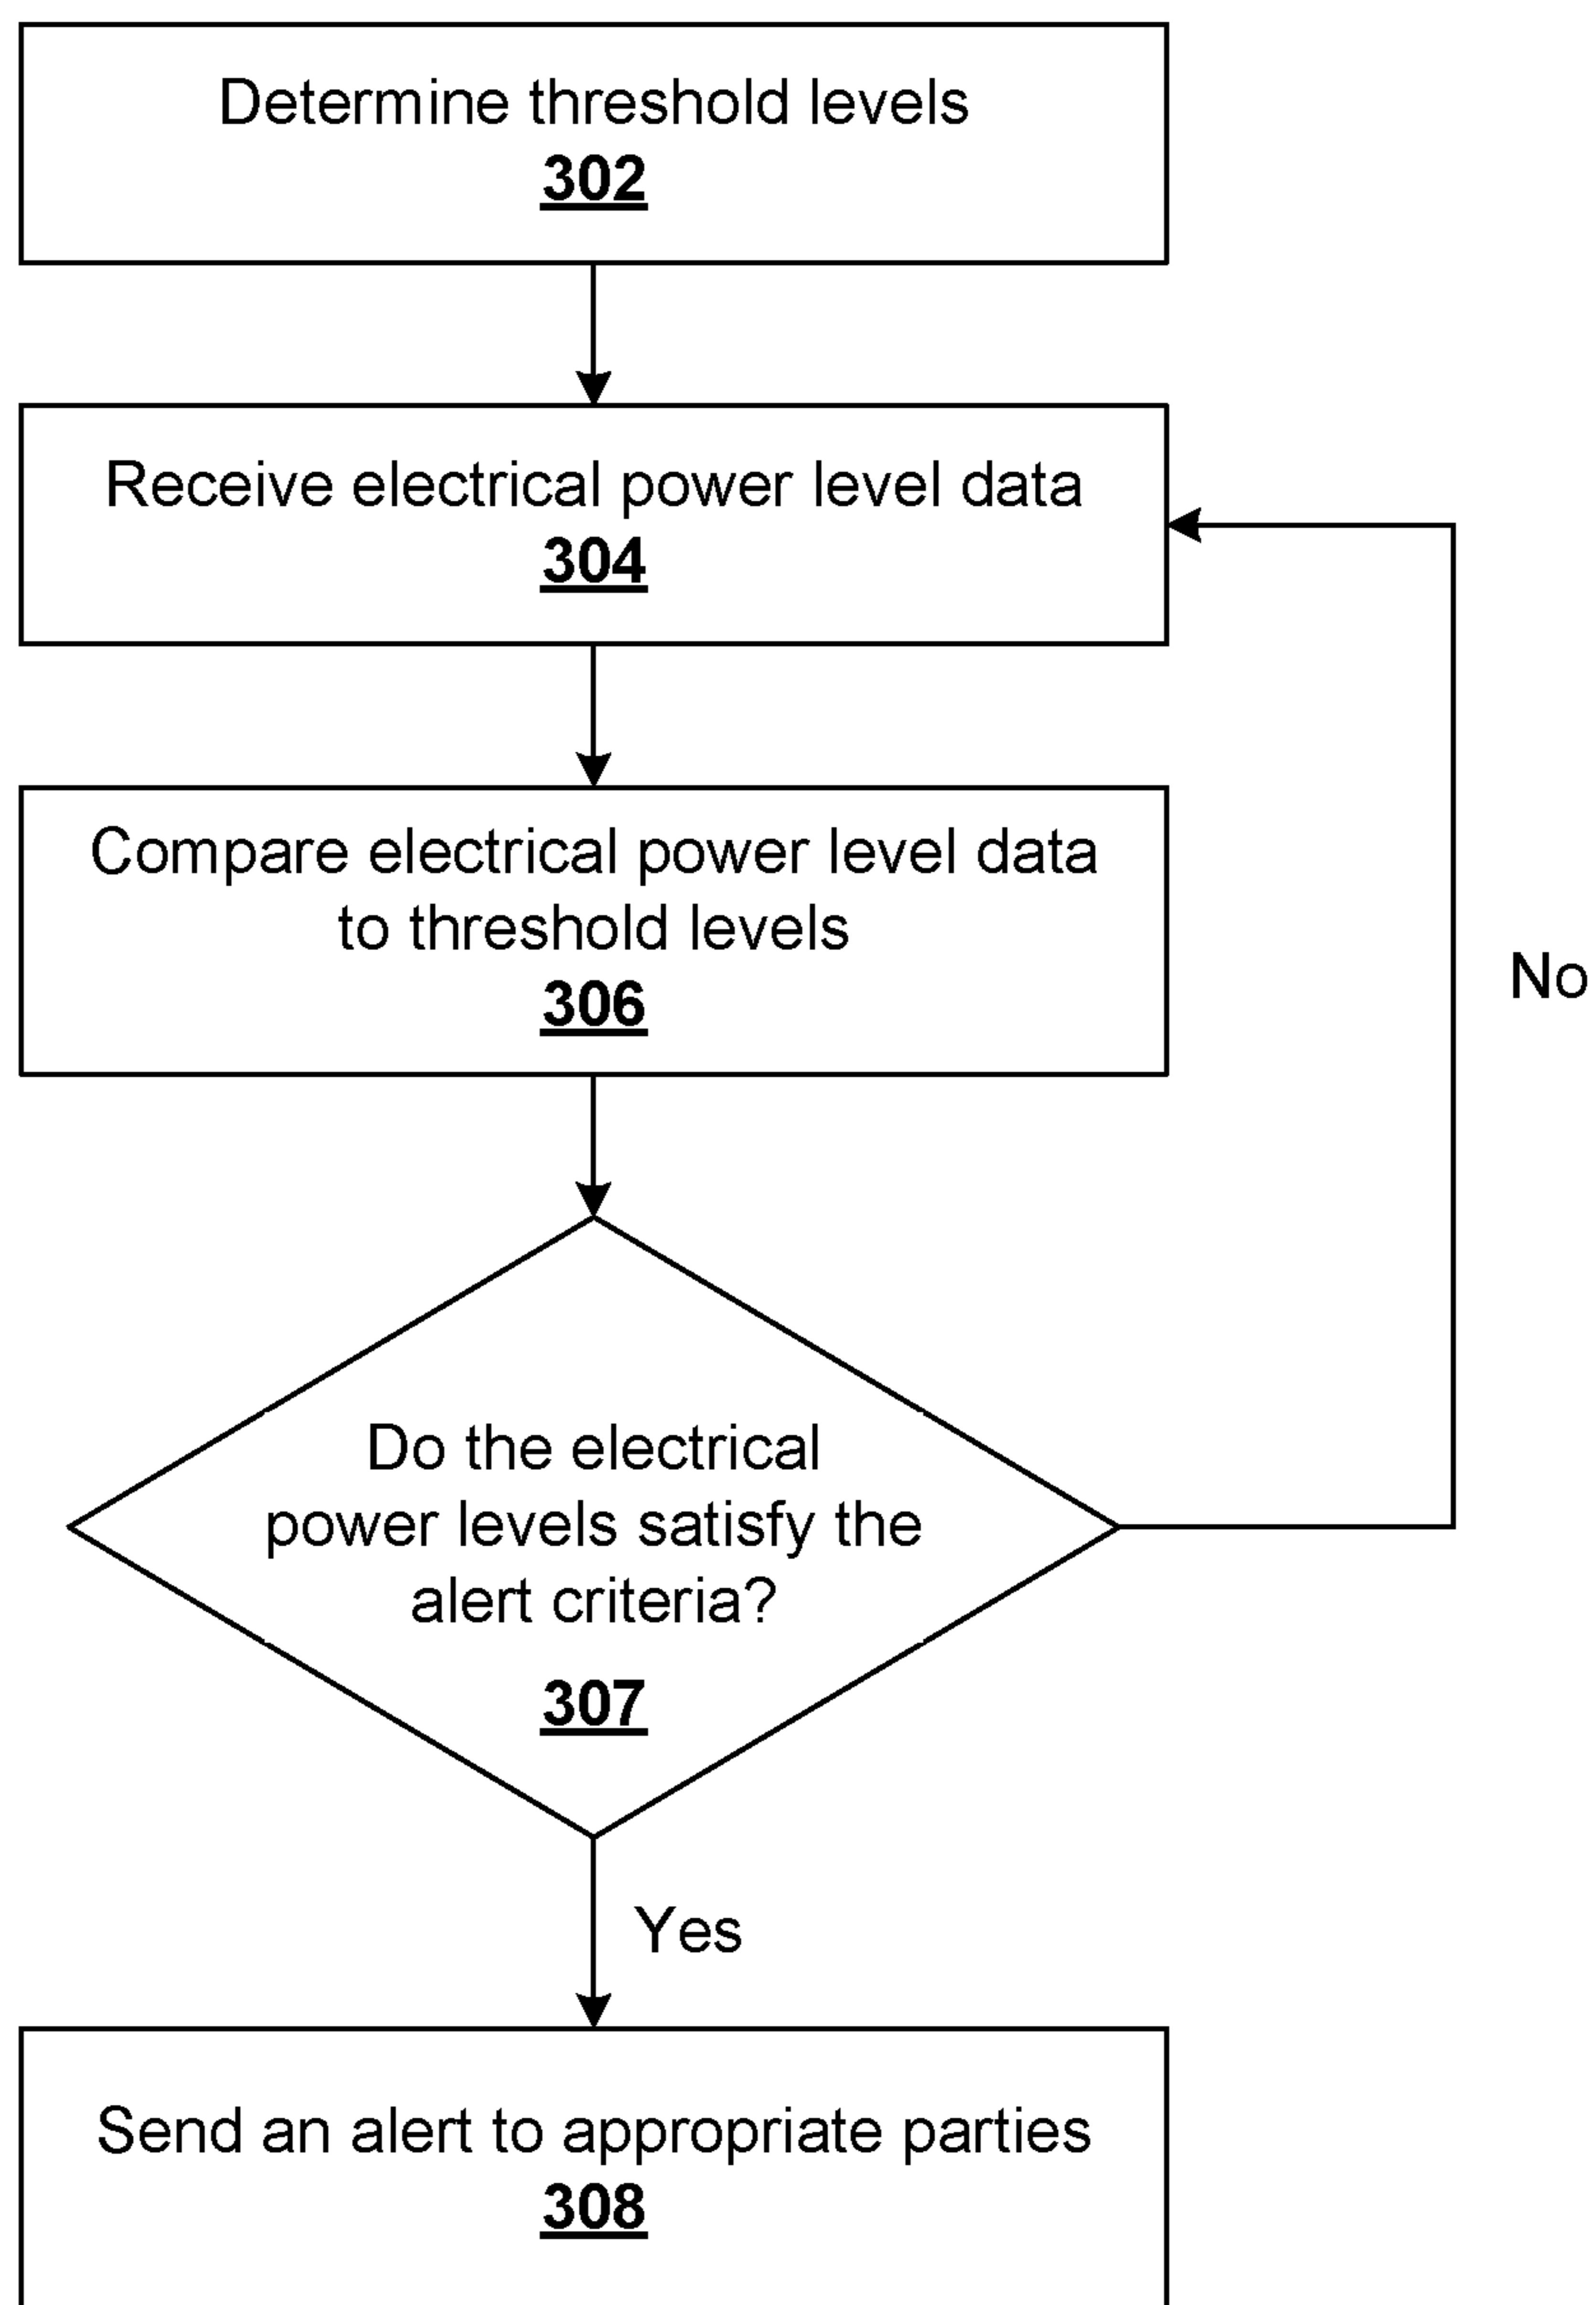 Determine threshold levels
302
Receive electrical power level data
304
Compare electrical power level data
to threshold levels
306
No
Do the electrical
power levels satisfy the
alert criteria?
307
Yes
Send an alert to appropriate parties
308